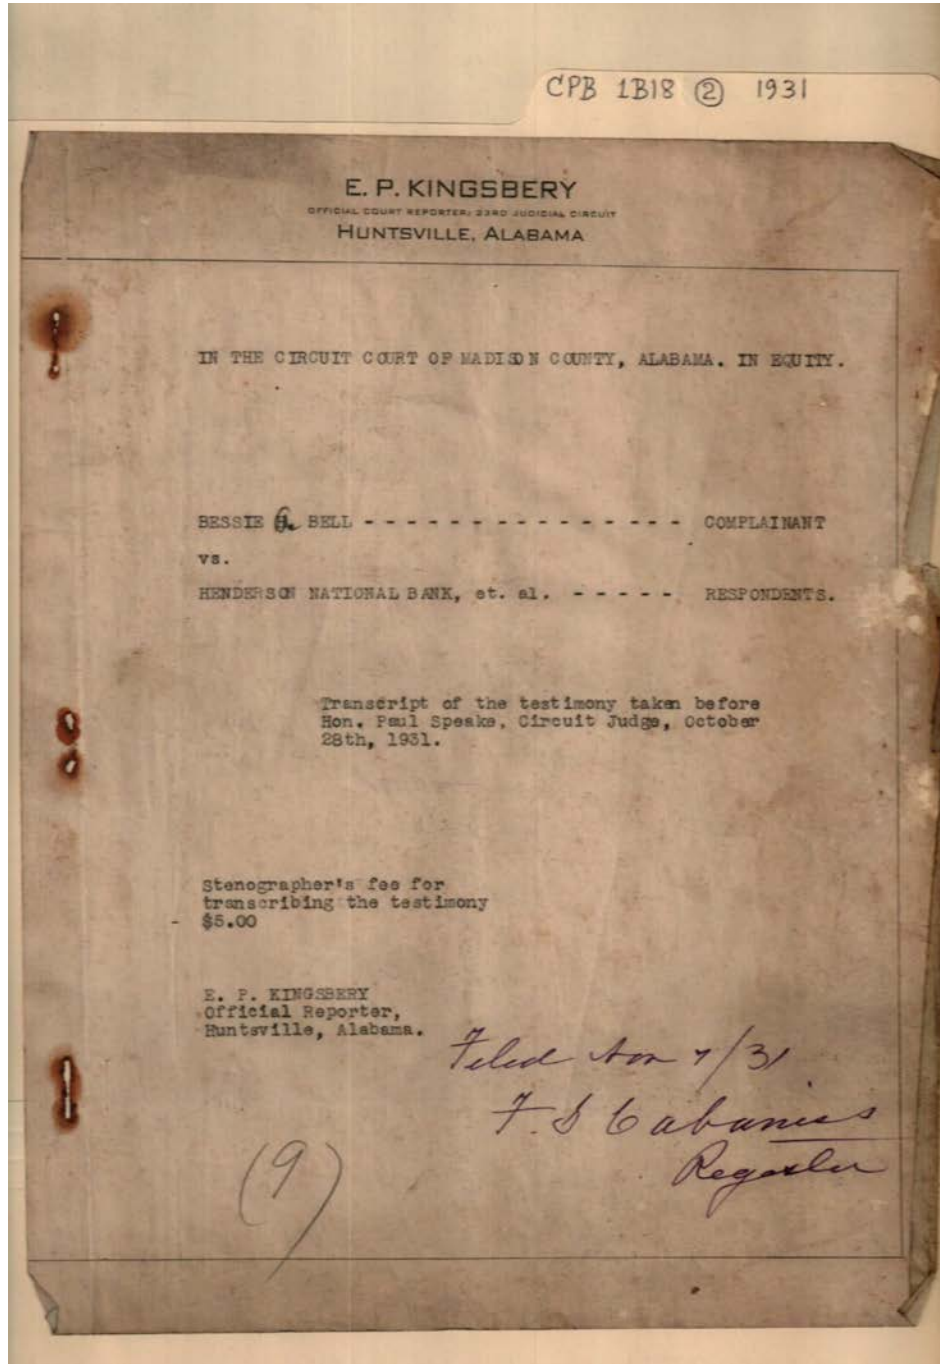 CPB 1B18 ② 1931
E. P. KINGSBERY
OFFICIAL COURT REPORTER: 23RD JUDICIAL CIRCUIT
HUNTSVILLE, ALABAMA
IN THE CIRCUIT COURT OF MADISON COUNTY, ALABAMA. IN EQUITY.
BESSIE G. BELL - - - - - - - - - - - - - - - - COMPLAINANT
vs.
HENDERSON NATIONAL BANK, et. al. - - - - - RESPONDENTS.
Transcript of the testimony taken before
Hon. Paul Speake, Circuit Judge, October
28th, 1931.
Stenographer's fee for
transcribing the testimony
$5.00
E. P. KINGSBERY
Official Reporter,
Huntsville, Alabama.
Filed Nov 7/31
F. D Cabaniss
Register
(9)